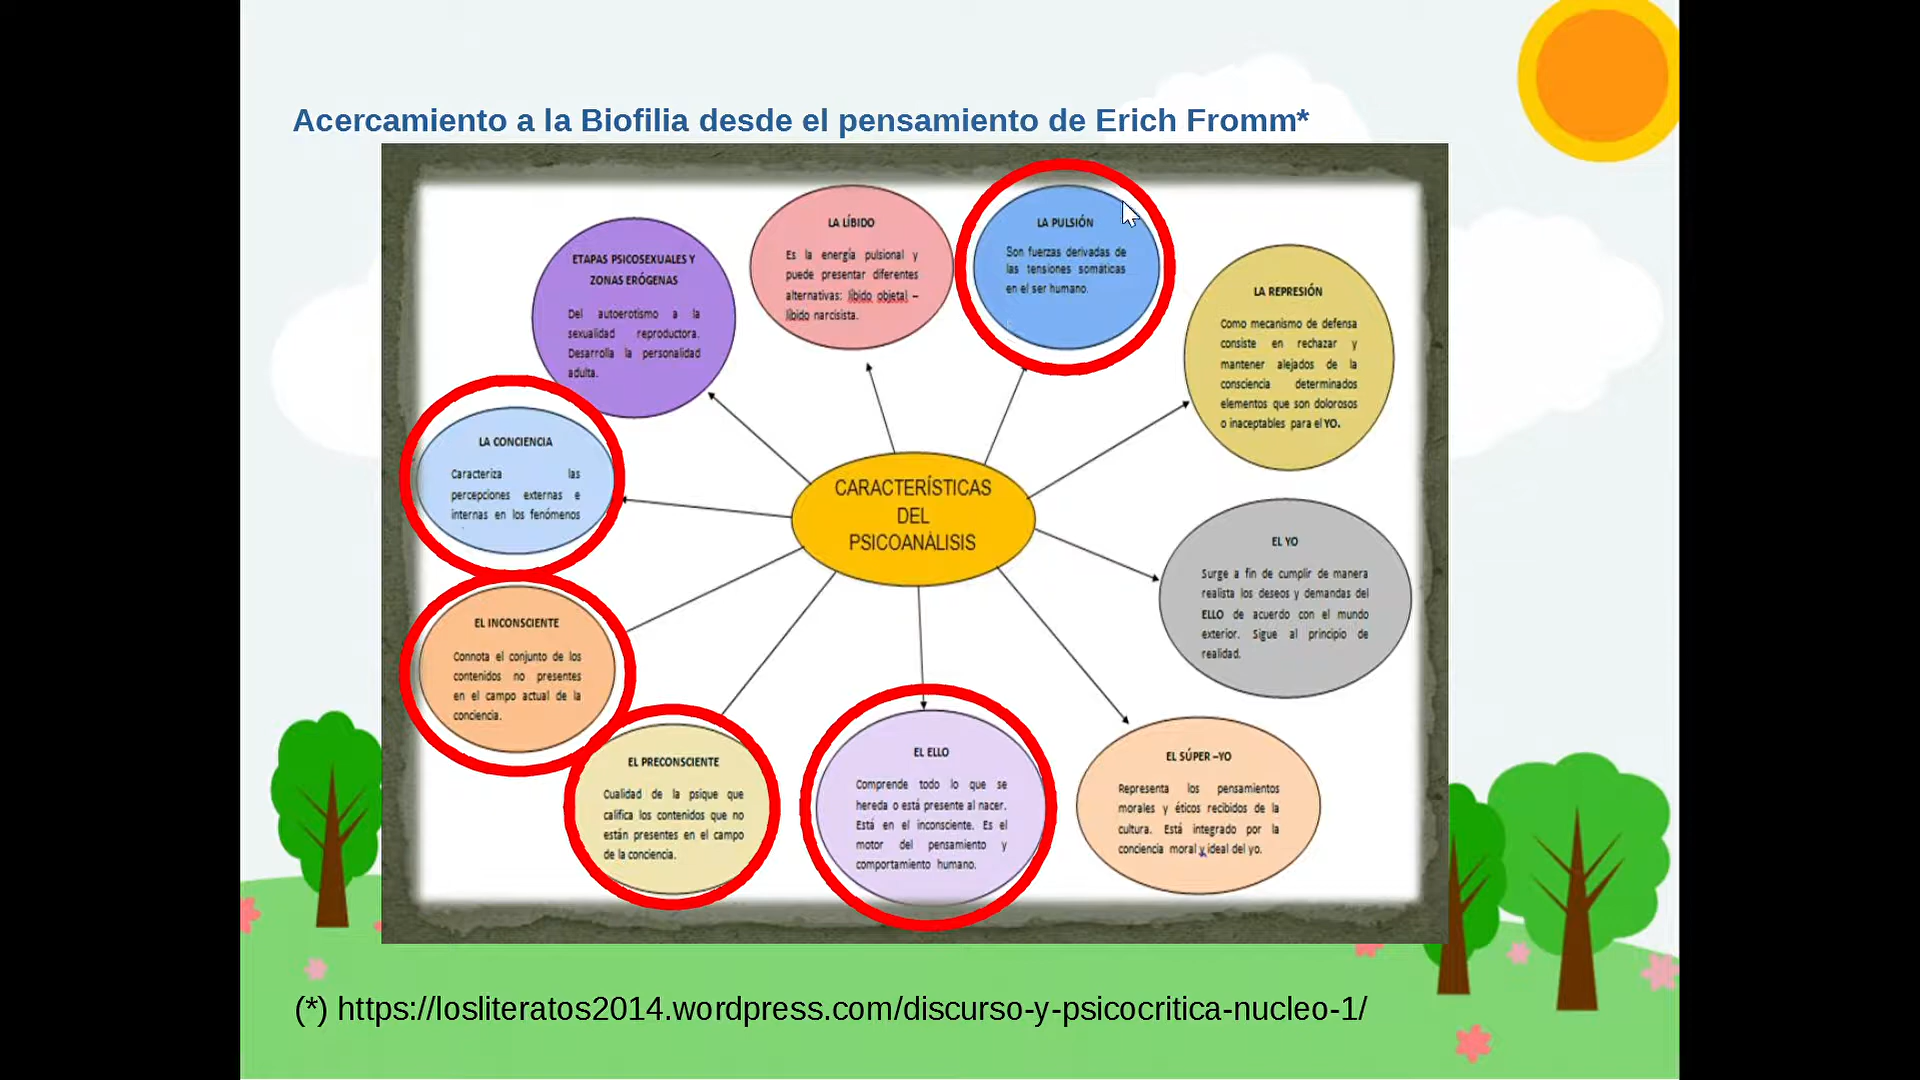 Acercamiento a la Biofilia desde el pensamiento de Erich Fromm*
LA LÍBIDO
Es la energía pulsional y
puede presentar diferentes
alternativas: líbido objetal –
líbido narcisista.
LA PULSIÓN
Son fuerzas derivadas de
las tensiones somáticas
en el ser humano.
ETAPAS PSICOSEXUALES Y
ZONAS ERÓGENAS
Del autoerotismo a la
sexualidad reproductora.
Desarrolla la personalidad
adulta.
LA REPRESIÓN
Como mecanismo de defensa
consiste en rechazar y
mantener alejados de la
consciencia determinados
elementos que son dolorosos
o inaceptables para el YO.
LA CONCIENCIA
Caracteriza las
percepciones externas e
internas en los fenómenos
CARACTERÍSTICAS
DEL
PSICOANÁLISIS
EL YO
Surge a fin de cumplir de manera
realista los deseos y demandas del
ELLO de acuerdo con el mundo
exterior. Sigue al principio de
realidad.
EL INCONSCIENTE
Connota el conjunto de los
contenidos no presentes
en el campo actual de la
conciencia.
EL PRECONSCIENTE
Cualidad de la psique que
califica los contenidos que no
están presentes en el campo
de la conciencia.
EL ELLO
Comprende todo lo que se
hereda o está presente al nacer.
Está en el inconsciente. Es el
motor del pensamiento y
comportamiento humano.
EL SÚPER –YO
Representa los pensamientos
morales y éticos recibidos de la
cultura. Está integrado por la
conciencia moral y ideal del yo.
(*) https://losliteratos2014.wordpress.com/discurso-y-psicocritica-nucleo-1/